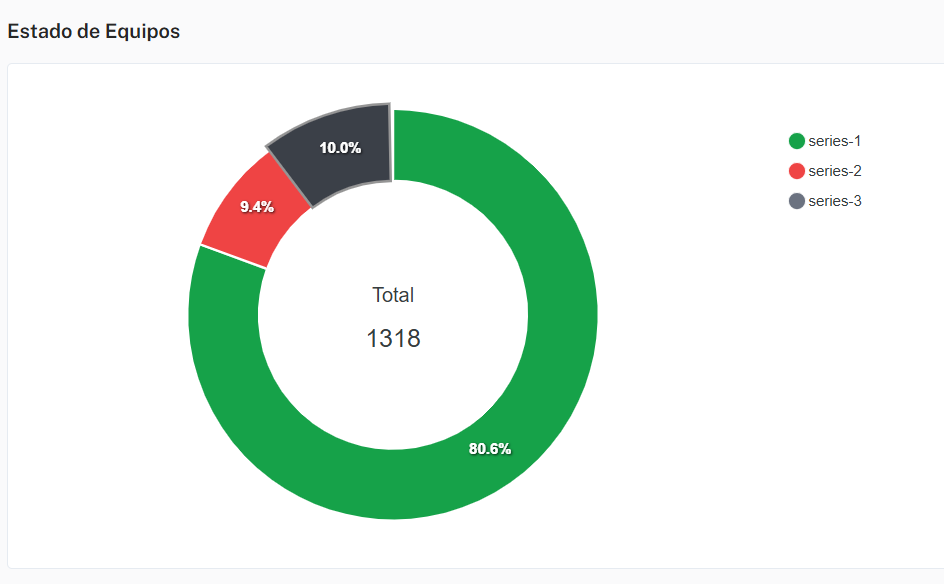 Estado de Equipos
10.0%
series-1
series-2
series-3
9.4%
Total
1318
80.6%